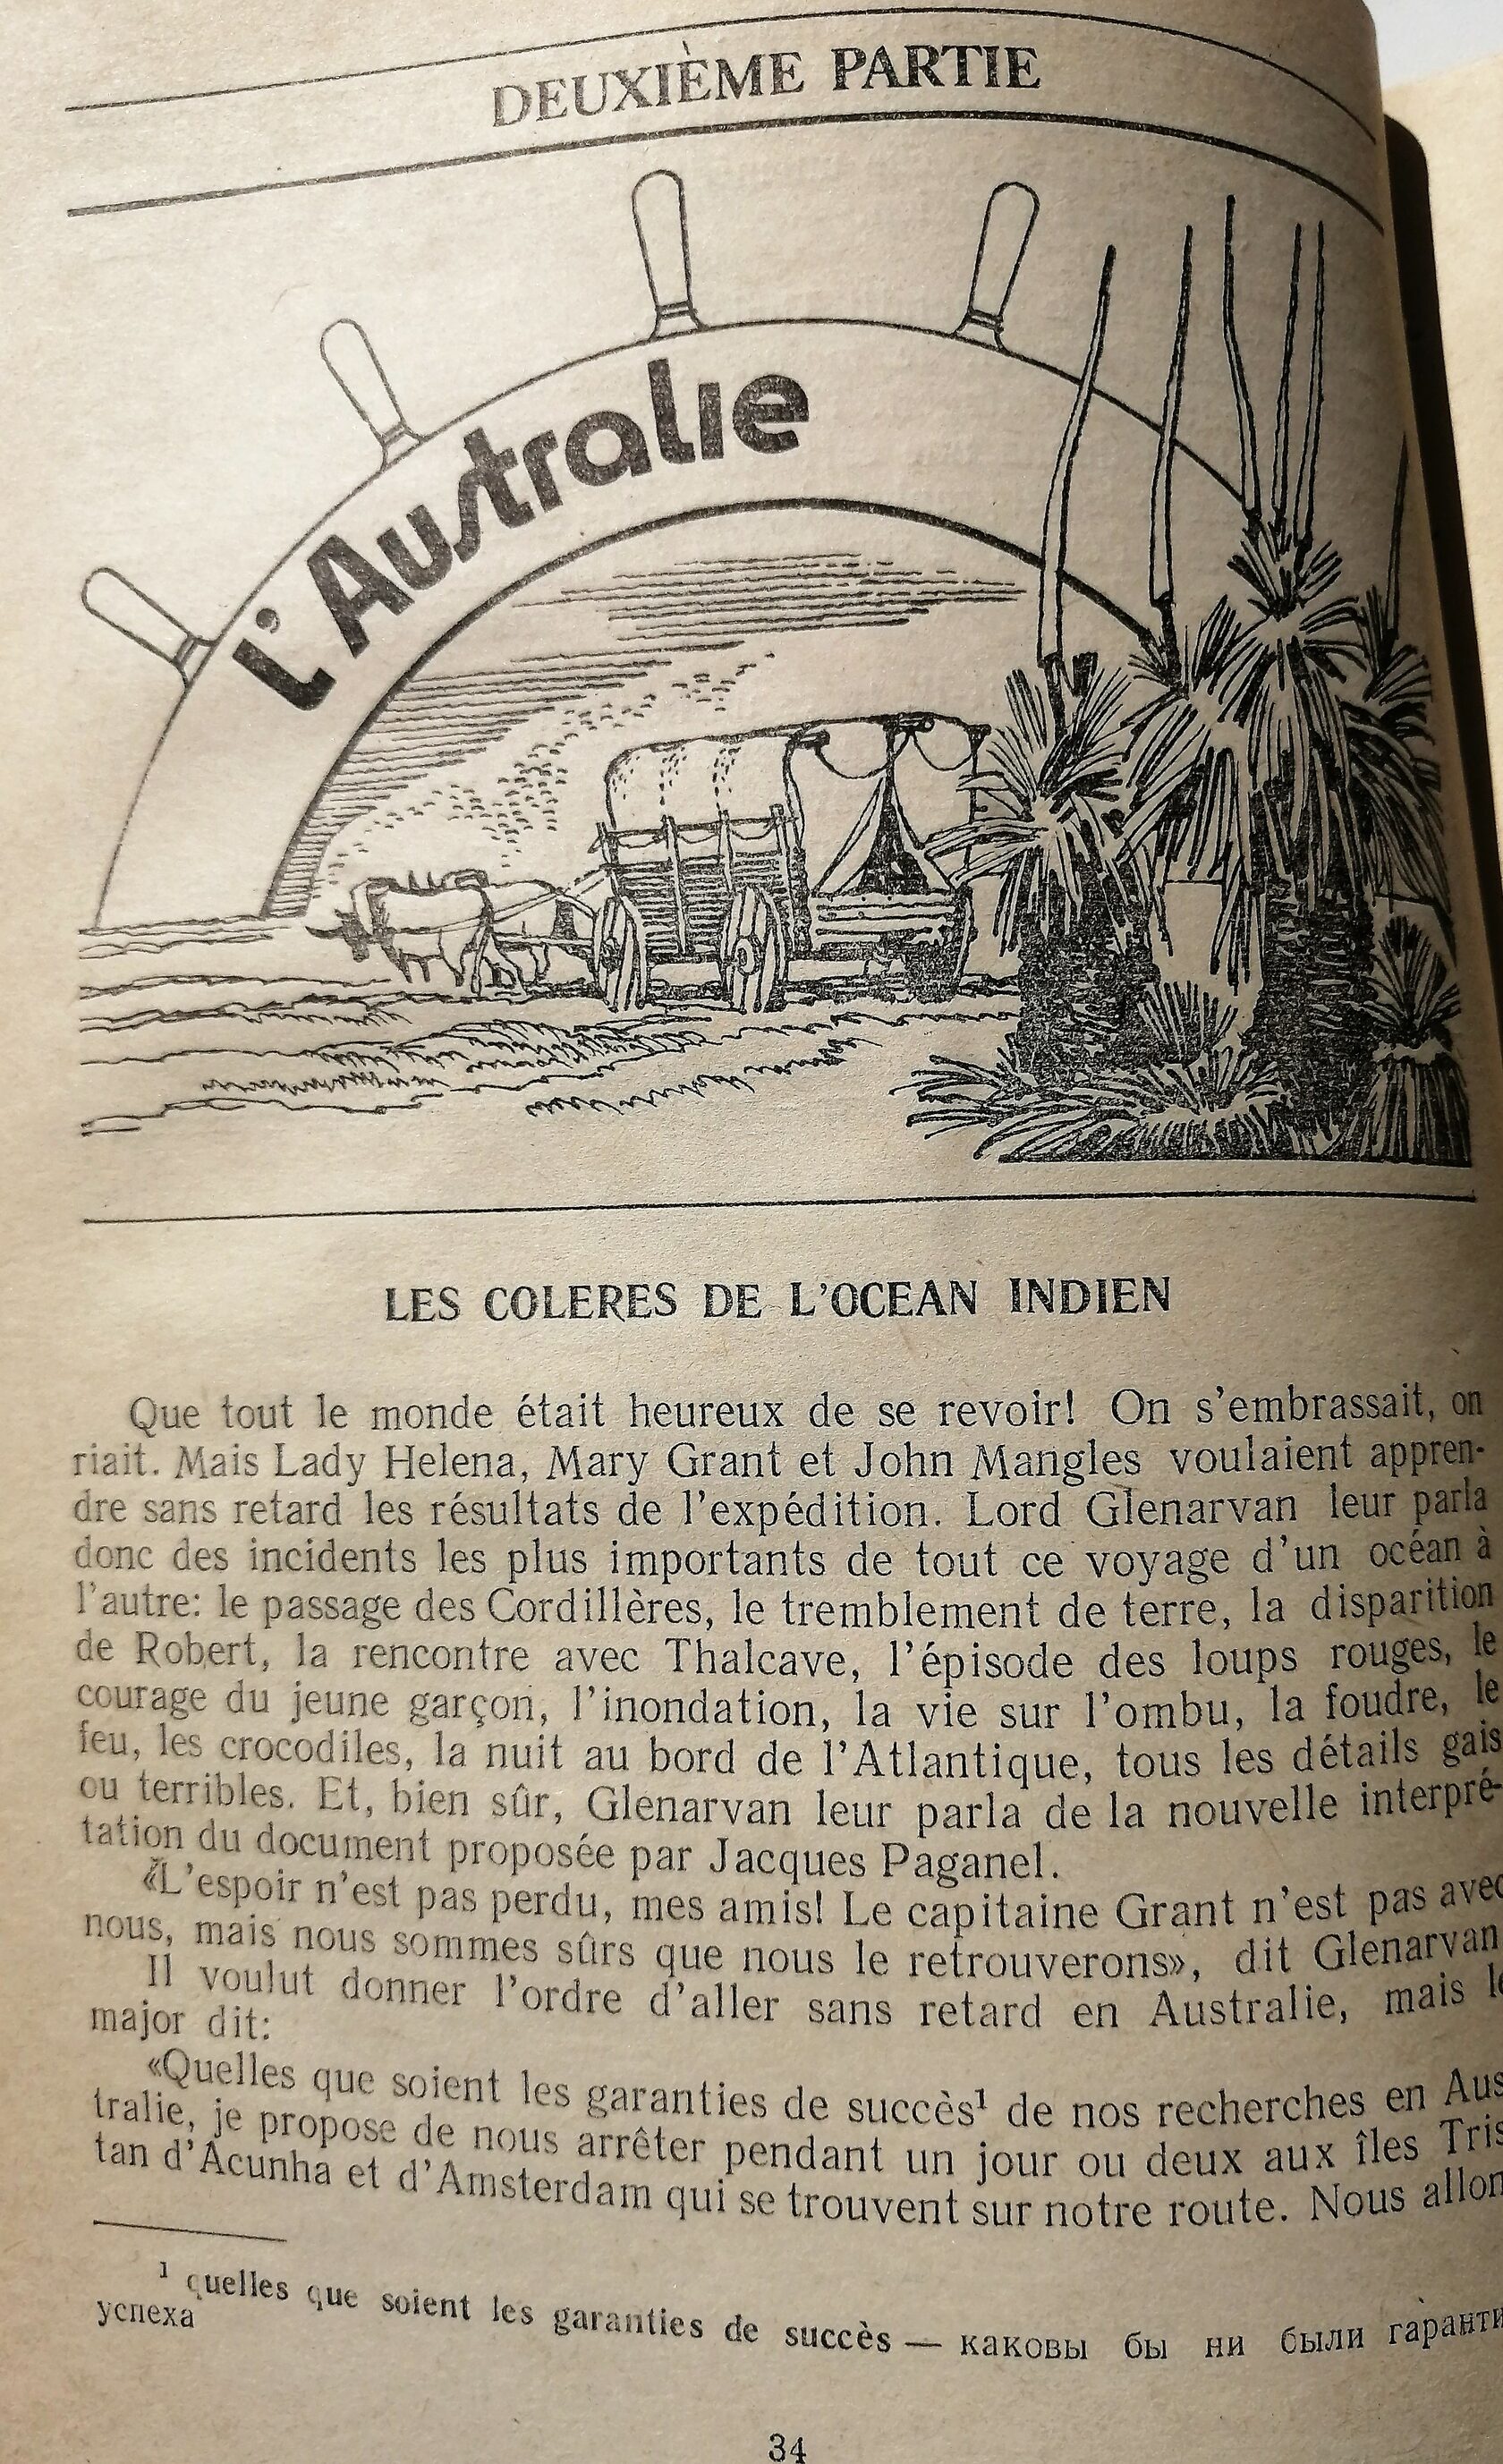 DEUXIÈME PARTIE
l'Australie
LES COLERES DE L'OCEAN INDIEN
Que tout le monde était heureux de se revoir! On s'embrassait, on
riait. Mais Lady Helena, Mary Grant et John Mangles voulaient appren-
dre sans retard les résultats de l'expédition. Lord Glenarvan leur parla
donc des incidents les plus importants de tout ce voyage d'un océan à
l'autre: le passage des Cordillères, le tremblement de terre, la disparition
de Robert, la rencontre avec Thalcave, l'épisode des loups rouges, le
courage du jeune garçon, l'inondation, la vie sur l'ombu, la foudre, le
feu, les crocodiles, la nuit au bord de l'Atlantique, tous les détails gais
ou terribles. Et, bien sûr, Glenarvan leur parla de la nouvelle interpré-
tation du document proposée par Jacques Paganel.
«L'espoir n'est pas perdu, mes amis! Le capitaine Grant n'est pas avec
nous, mais nous sommes sûrs que nous le retrouverons», dit Glenarvan
Il voulut donner l'ordre d'aller sans retard en Australie, mais le
major dit:
«Quelles que soient les garanties de succès¹ de nos recherches en Aus
tralie, je propose de nous arrêter pendant un jour ou deux aux îles Tris
tan d'Acunha et d'Amsterdam qui se trouvent sur notre route. Nous allon
¹ quelles que soient les garanties de succès — каковы бы ни были гаранти
успеха
34